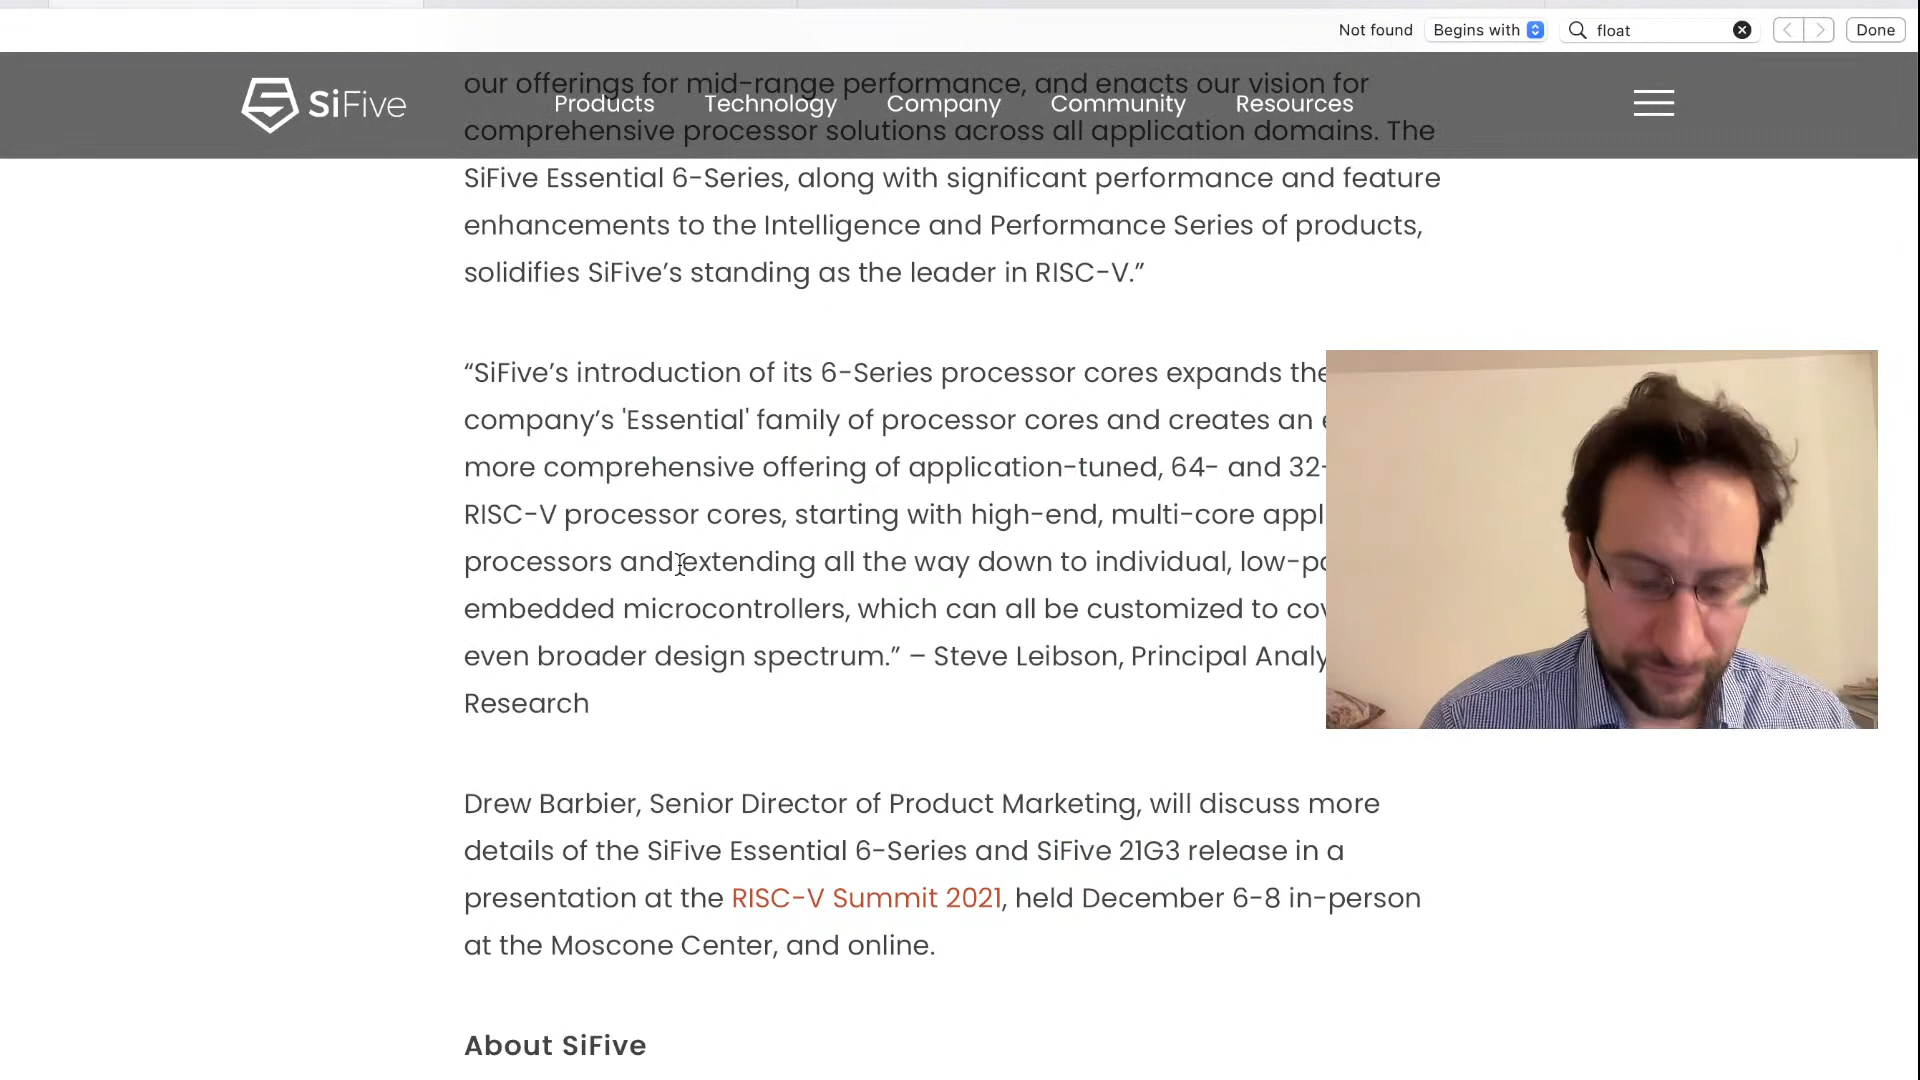 Not found
Begins with
float
Done
our offerings for mid-range performance, and enacts our vision for
SiFive
Products
Technology
Company
Community
Resources
comprehensive processor solutions across all application domains. The
SiFive Essential 6-Series, along with significant performance and feature
enhancements to the Intelligence and Performance Series of products,
solidifies SiFive’s standing as the leader in RISC-V.”
“SiFive’s introduction of its 6-Series processor cores expands the
company’s 'Essential' family of processor cores and creates an
more comprehensive offering of application-tuned, 64- and 32-
RISC-V processor cores, starting with high-end, multi-core
processors and extending all the way down to individual,
embedded microcontrollers, which can all be customized to
even broader design spectrum.” – Steve Leibson, Principal
Research
Drew Barbier, Senior Director of Product Marketing, will discuss more
details of the SiFive Essential 6-Series and SiFive 21G3 release in a
presentation at the RISC-V Summit 2021, held December 6-8 in-person
at the Moscone Center, and online.
About SiFive